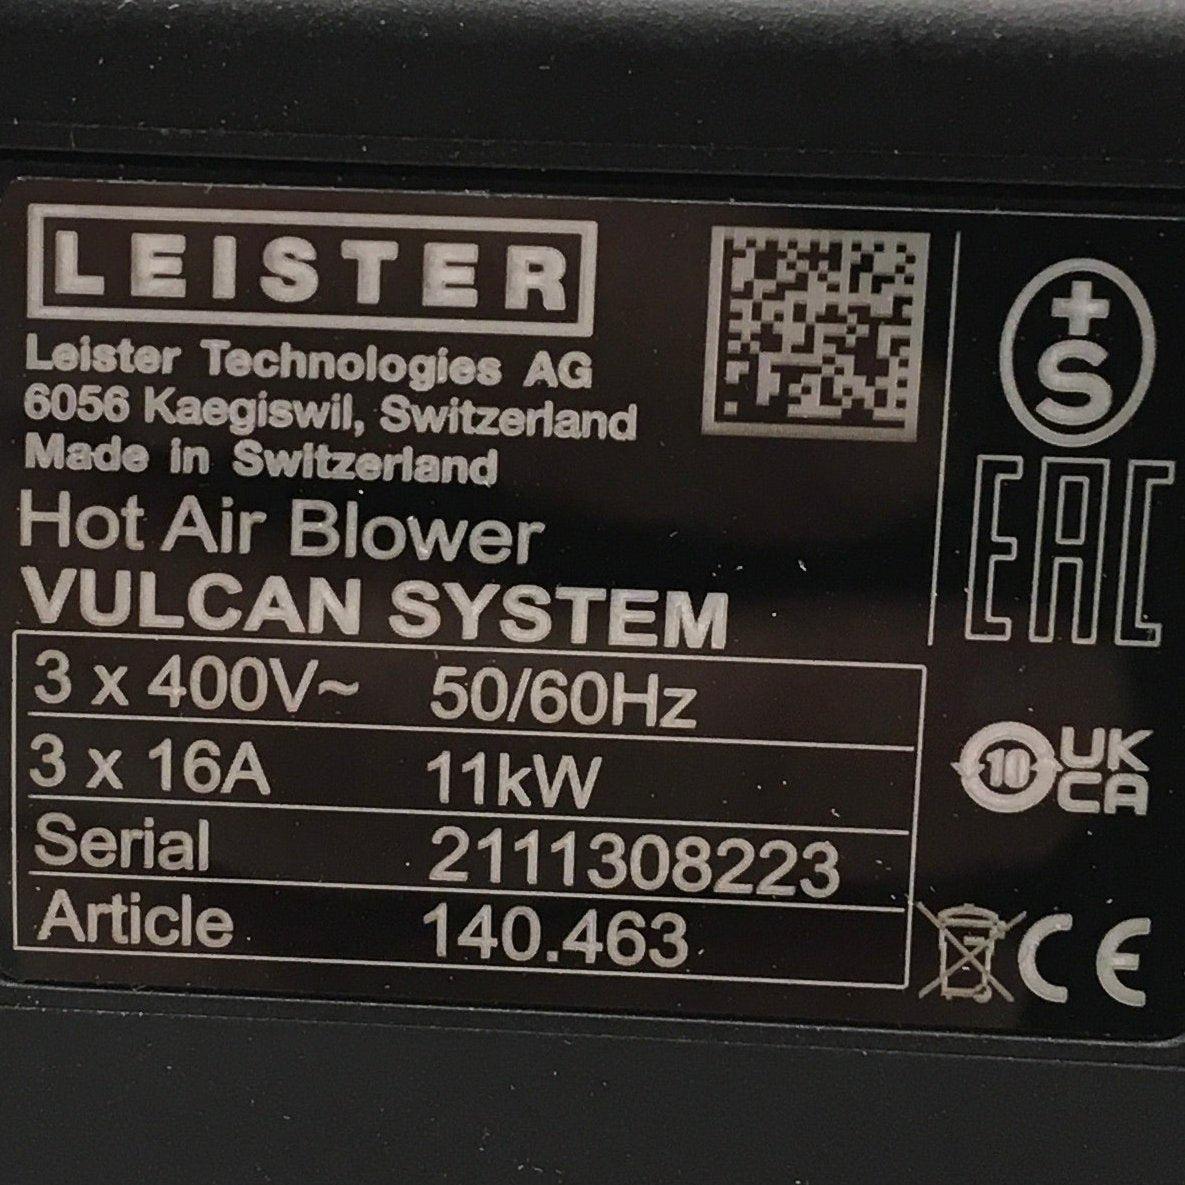 LEISTER
Leister Technologies AG
6056 Kaegiswil, Switzerland
Made in Switzerland
Hot Air Blower
VULCAN SYSTEM
3 x 400V~ 50/60Hz
3 x 16A 11kW
Serial 2111308223
Article 140.463
+S
EAC
10
UK
CA
CE